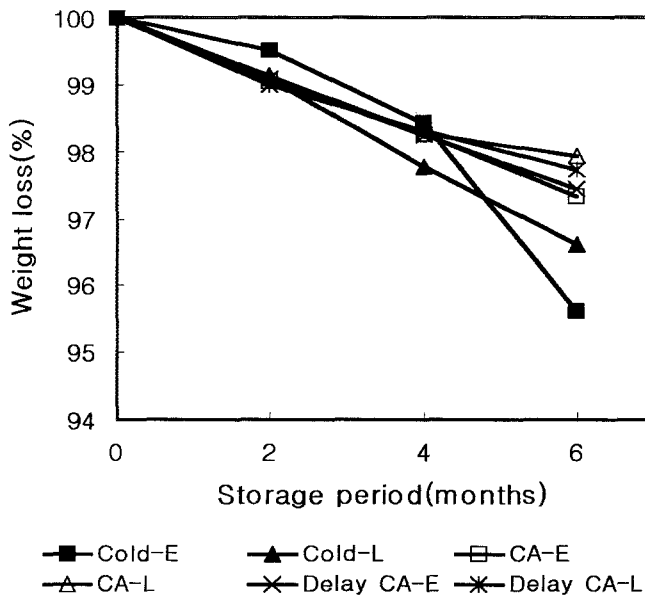 100
99
98
97
96
95
94
Weight loss(%)
0 2 4 6
Storage period(months)
Cold-E Cold-L CA-E
CA-L Delay CA-E Delay CA-L